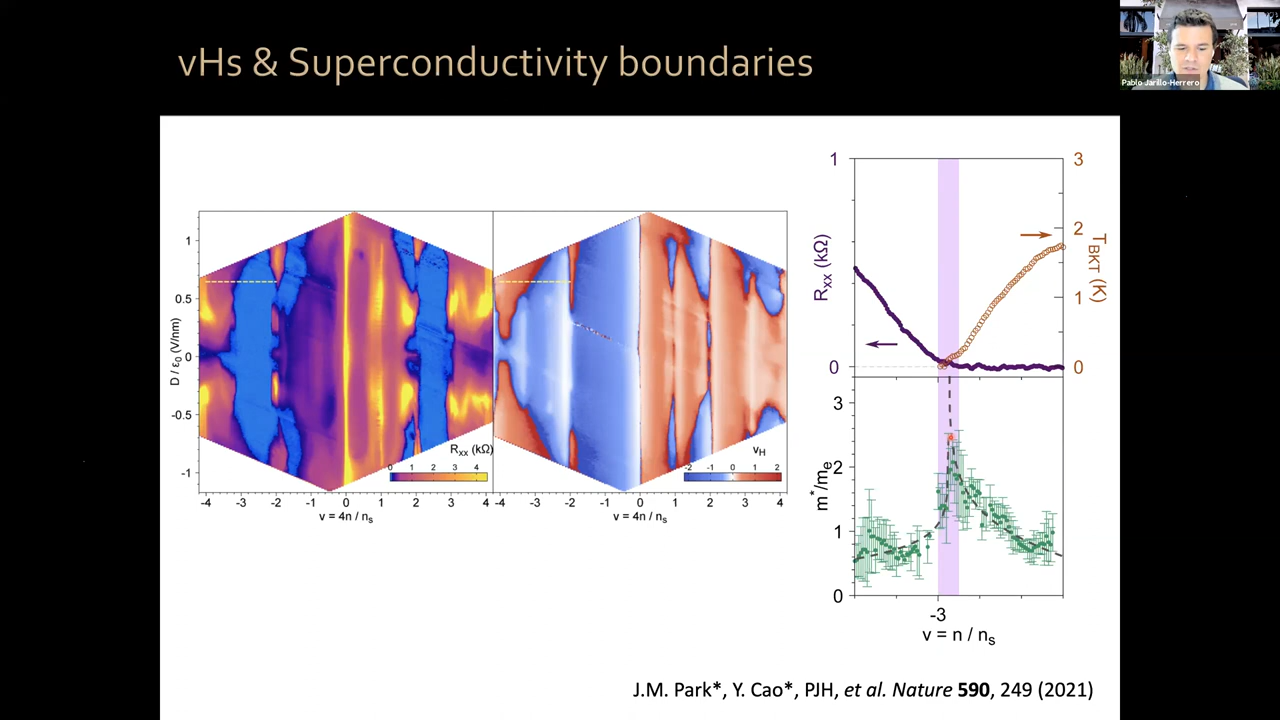 vHs & Superconductivity boundaries
Pablo Jarillo-Herrero
1
0.5
0
-0.5
-1
D / ε₀ (V/nm)
-4 -3 -2 -1 0 1 2 3 4
ν = 4n / nₛ
Rₓₓ (kΩ)
0 1 2 3 4
-4 -3 -2 -1 0 1 2 3 4
ν = 4n / nₛ
ν_H
-2 -1 0 1 2
1
0
Rₓₓ (kΩ)
3
2
1
0
T_BKT (K)
3
2
1
0
m*/mₑ
-3
ν = n / nₛ
J.M. Park*, Y. Cao*, PJH, et al. Nature 590, 249 (2021)